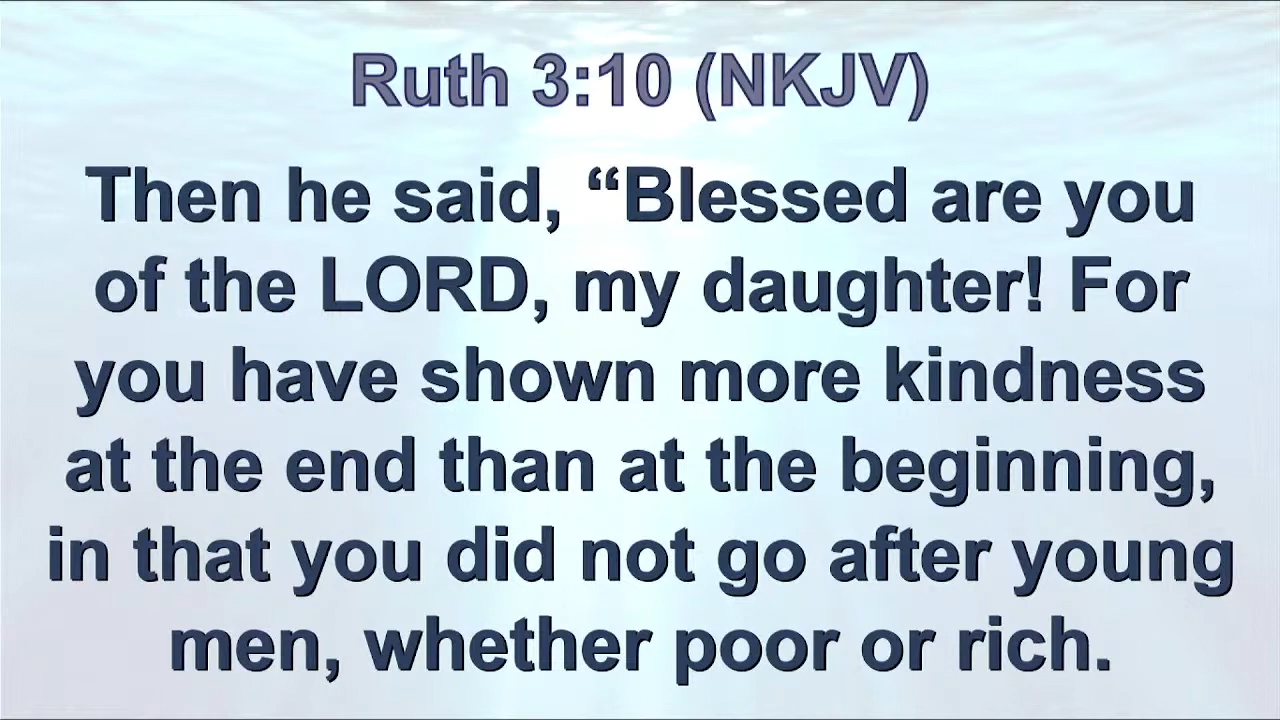 Ruth 3:10 (NKJV)
Then he said, “Blessed are you
of the LORD, my daughter! For
you have shown more kindness
at the end than at the beginning,
in that you did not go after young
men, whether poor or rich.